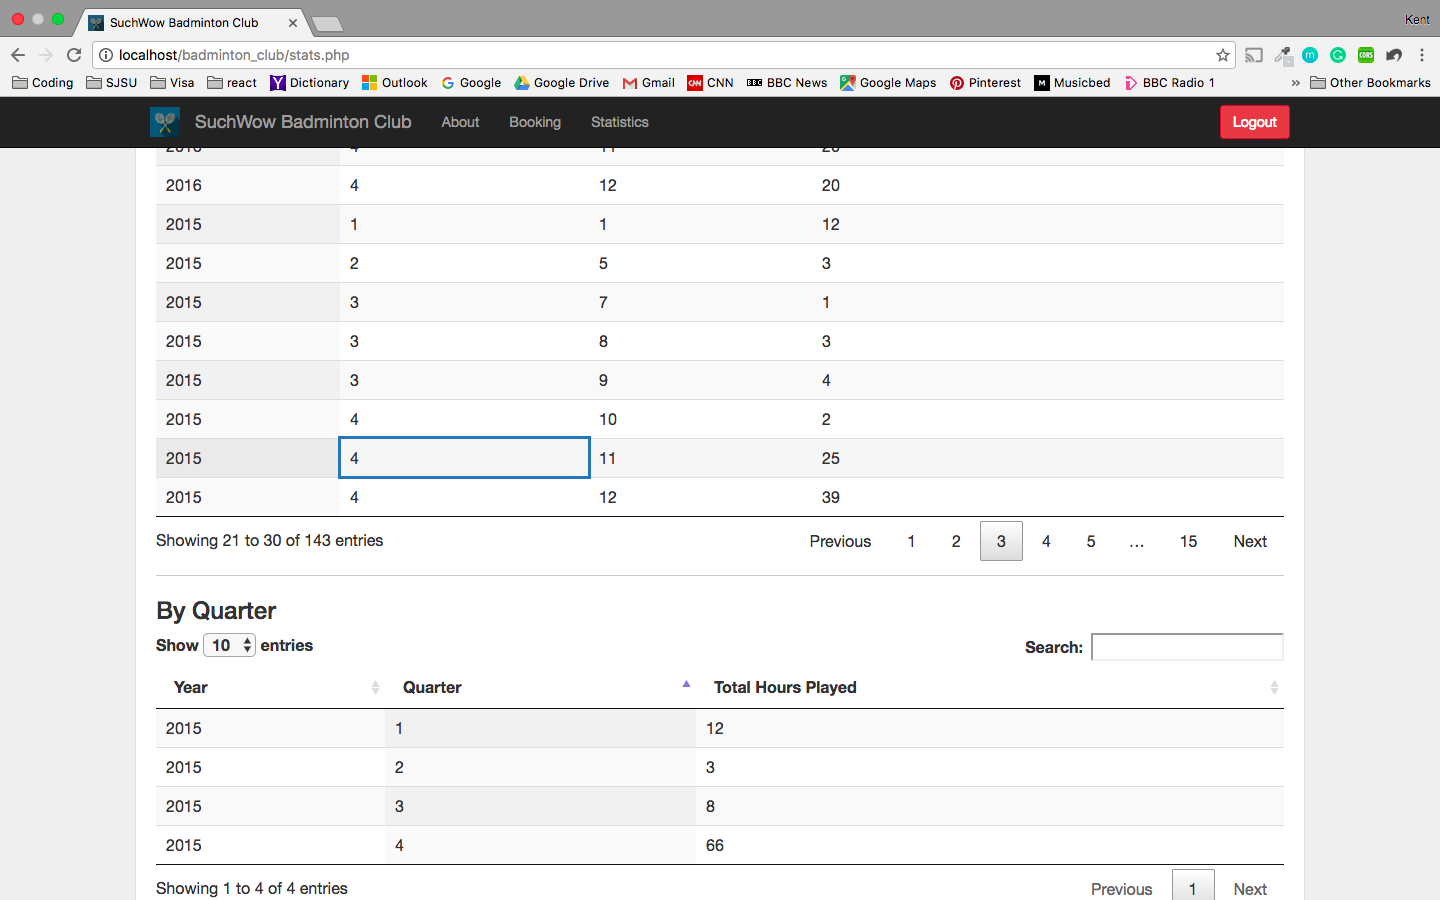 SuchWow Badminton Club
Kent
localhost/badminton_club/stats.php
Coding SJSU Visa react Dictionary Outlook Google Google Drive Gmail CNN BBC News Google Maps Pinterest Musicbed BBC Radio 1 » Other Bookmarks
SuchWow Badminton Club About Booking Statistics Logout
2016 4 12 20
2015 1 1 12
2015 2 5 3
2015 3 7 1
2015 3 8 3
2015 3 9 4
2015 4 10 2
2015 4 11 25
2015 4 12 39
Showing 21 to 30 of 143 entries Previous 1 2 3 4 5 … 15 Next
By Quarter
Show 10 entries Search:
Year Quarter Total Hours Played
2015 1 12
2015 2 3
2015 3 8
2015 4 66
Showing 1 to 4 of 4 entries Previous 1 Next